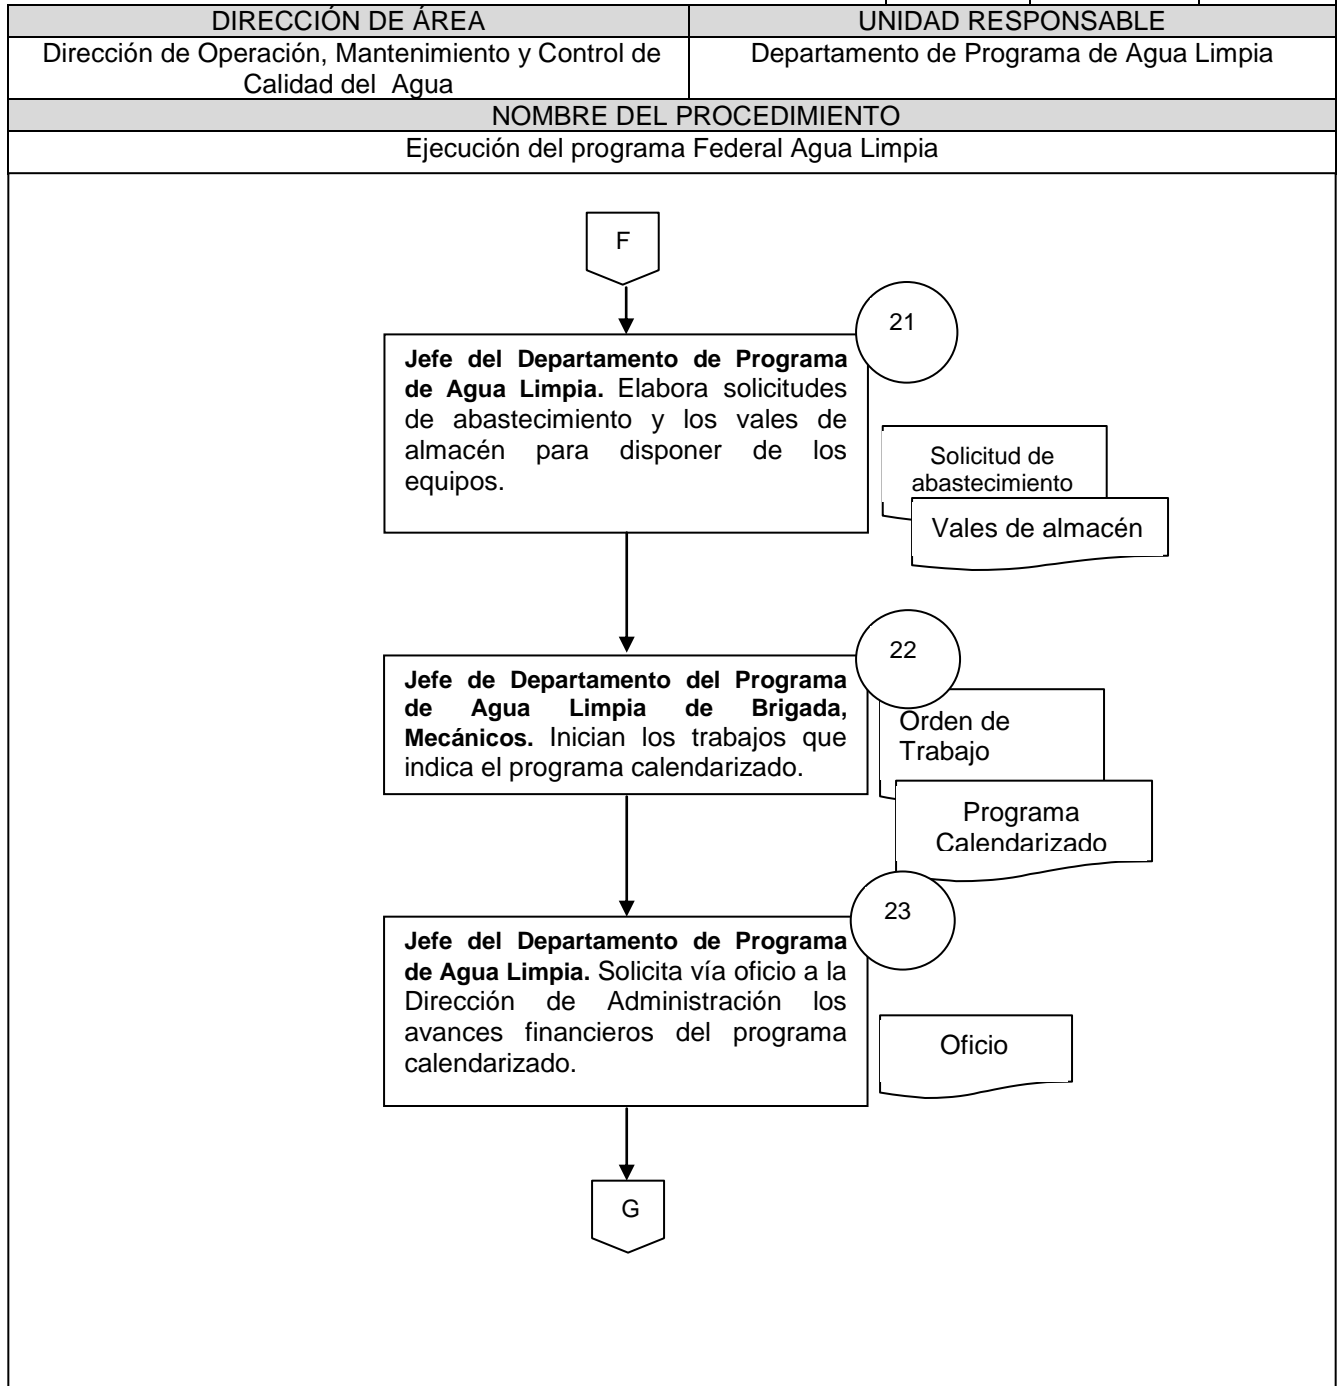 DIRECCIÓN DE ÁREA
UNIDAD RESPONSABLE
Dirección de Operación, Mantenimiento y Control de
Calidad del Agua
Departamento de Programa de Agua Limpia
NOMBRE DEL PROCEDIMIENTO
Ejecución del programa Federal Agua Limpia
F
21
Jefe del Departamento de Programa
de Agua Limpia. Elabora solicitudes
de abastecimiento y los vales de
almacén para disponer de los
equipos.
Solicitud de
abastecimiento
Vales de almacén
22
Jefe de Departamento del Programa
de Agua Limpia de Brigada,
Mecánicos. Inician los trabajos que
indica el programa calendarizado.
Orden de
Trabajo
Programa
Calendarizado
23
Jefe del Departamento de Programa
de Agua Limpia. Solicita vía oficio a la
Dirección de Administración los
avances financieros del programa
calendarizado.
Oficio
G